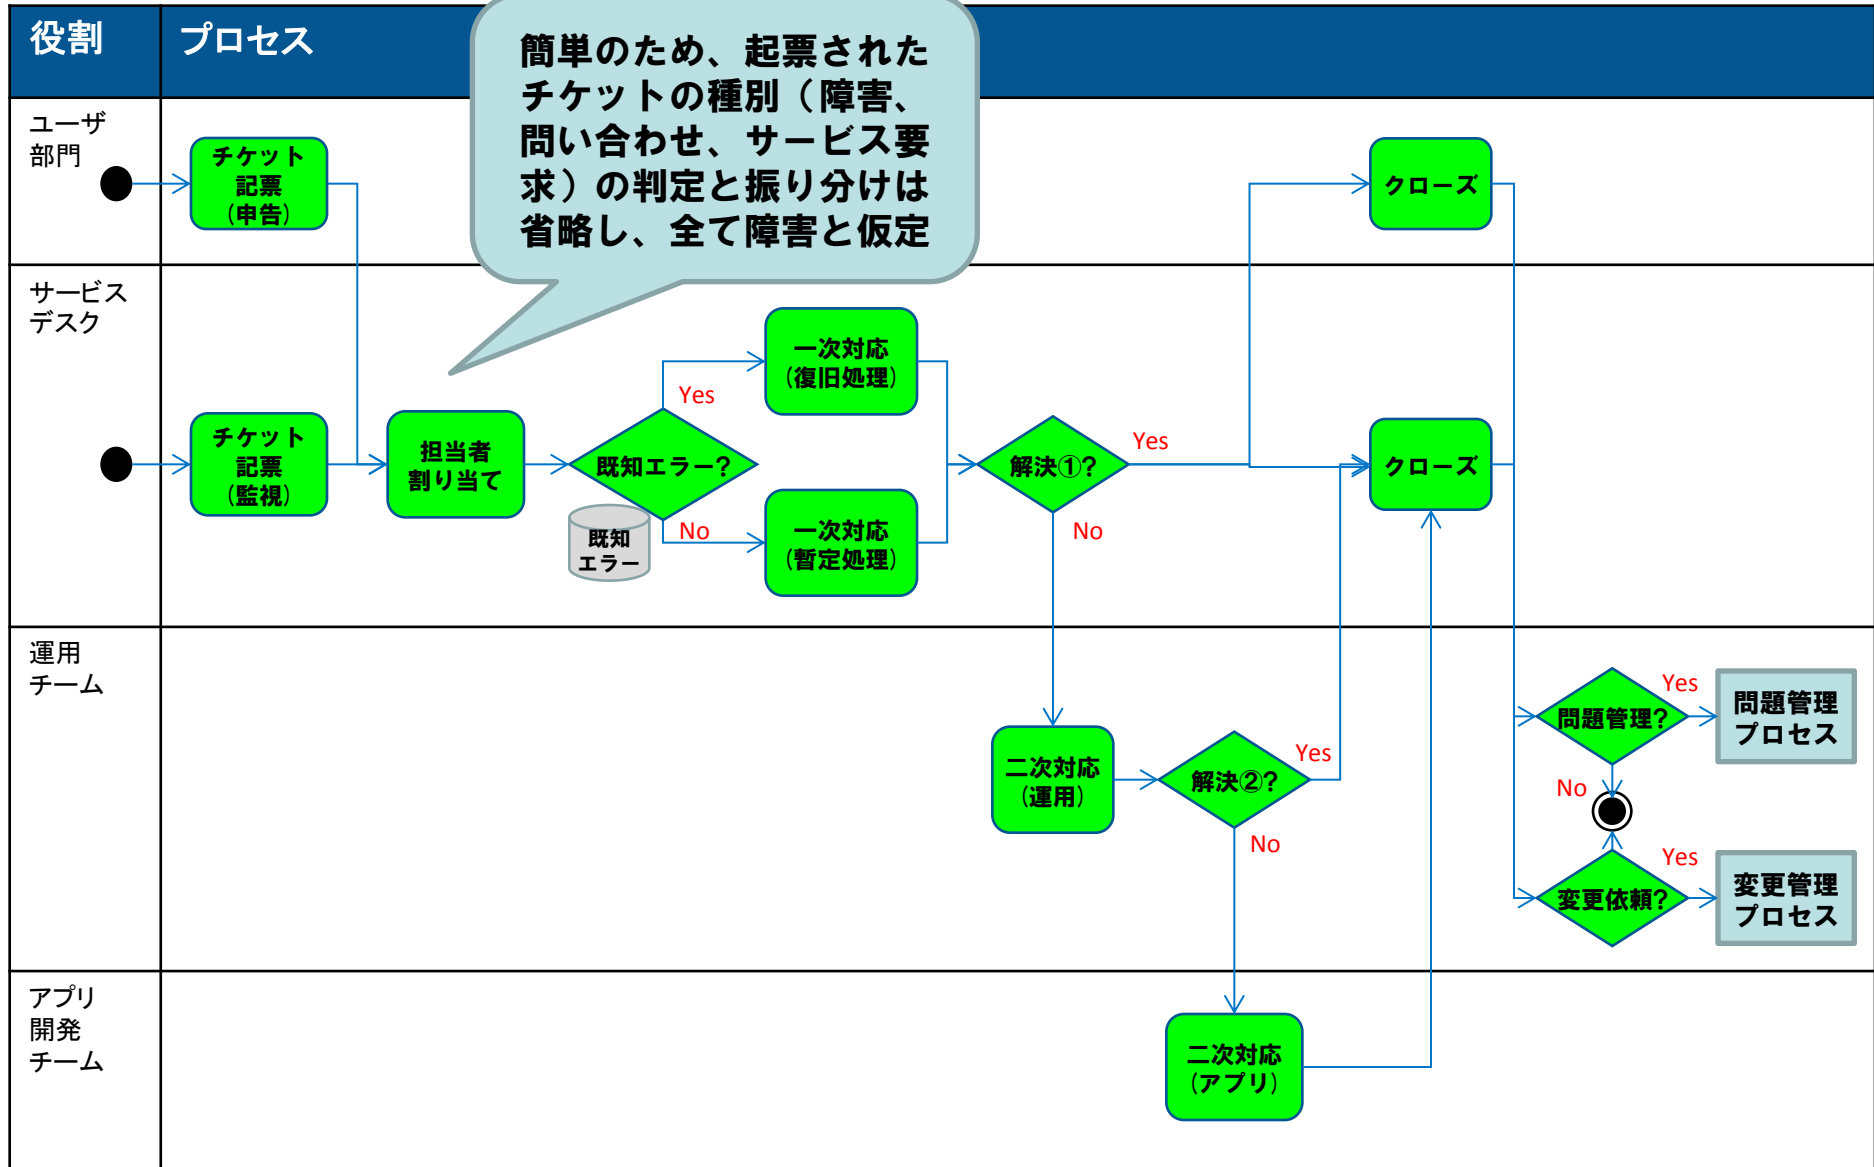 役割
プロセス
簡単のため、起票された
チケットの種別（障害、
問い合わせ、サービス要
求）の判定と振り分けは
省略し、全て障害と仮定
ユーザ
部門
チケット
記票
（申告）
クローズ
サービス
デスク
チケット
記票
（監視）
担当者
割り当て
既知エラー？
Yes
No
既知
エラー
一次対応
（復旧処理）
一次対応
（暫定処理）
解決①？
Yes
No
クローズ
運用
チーム
二次対応
（運用）
解決②？
Yes
No
問題管理？
Yes
No
問題管理
プロセス
変更依頼？
Yes
変更管理
プロセス
アプリ
開発
チーム
二次対応
（アプリ）